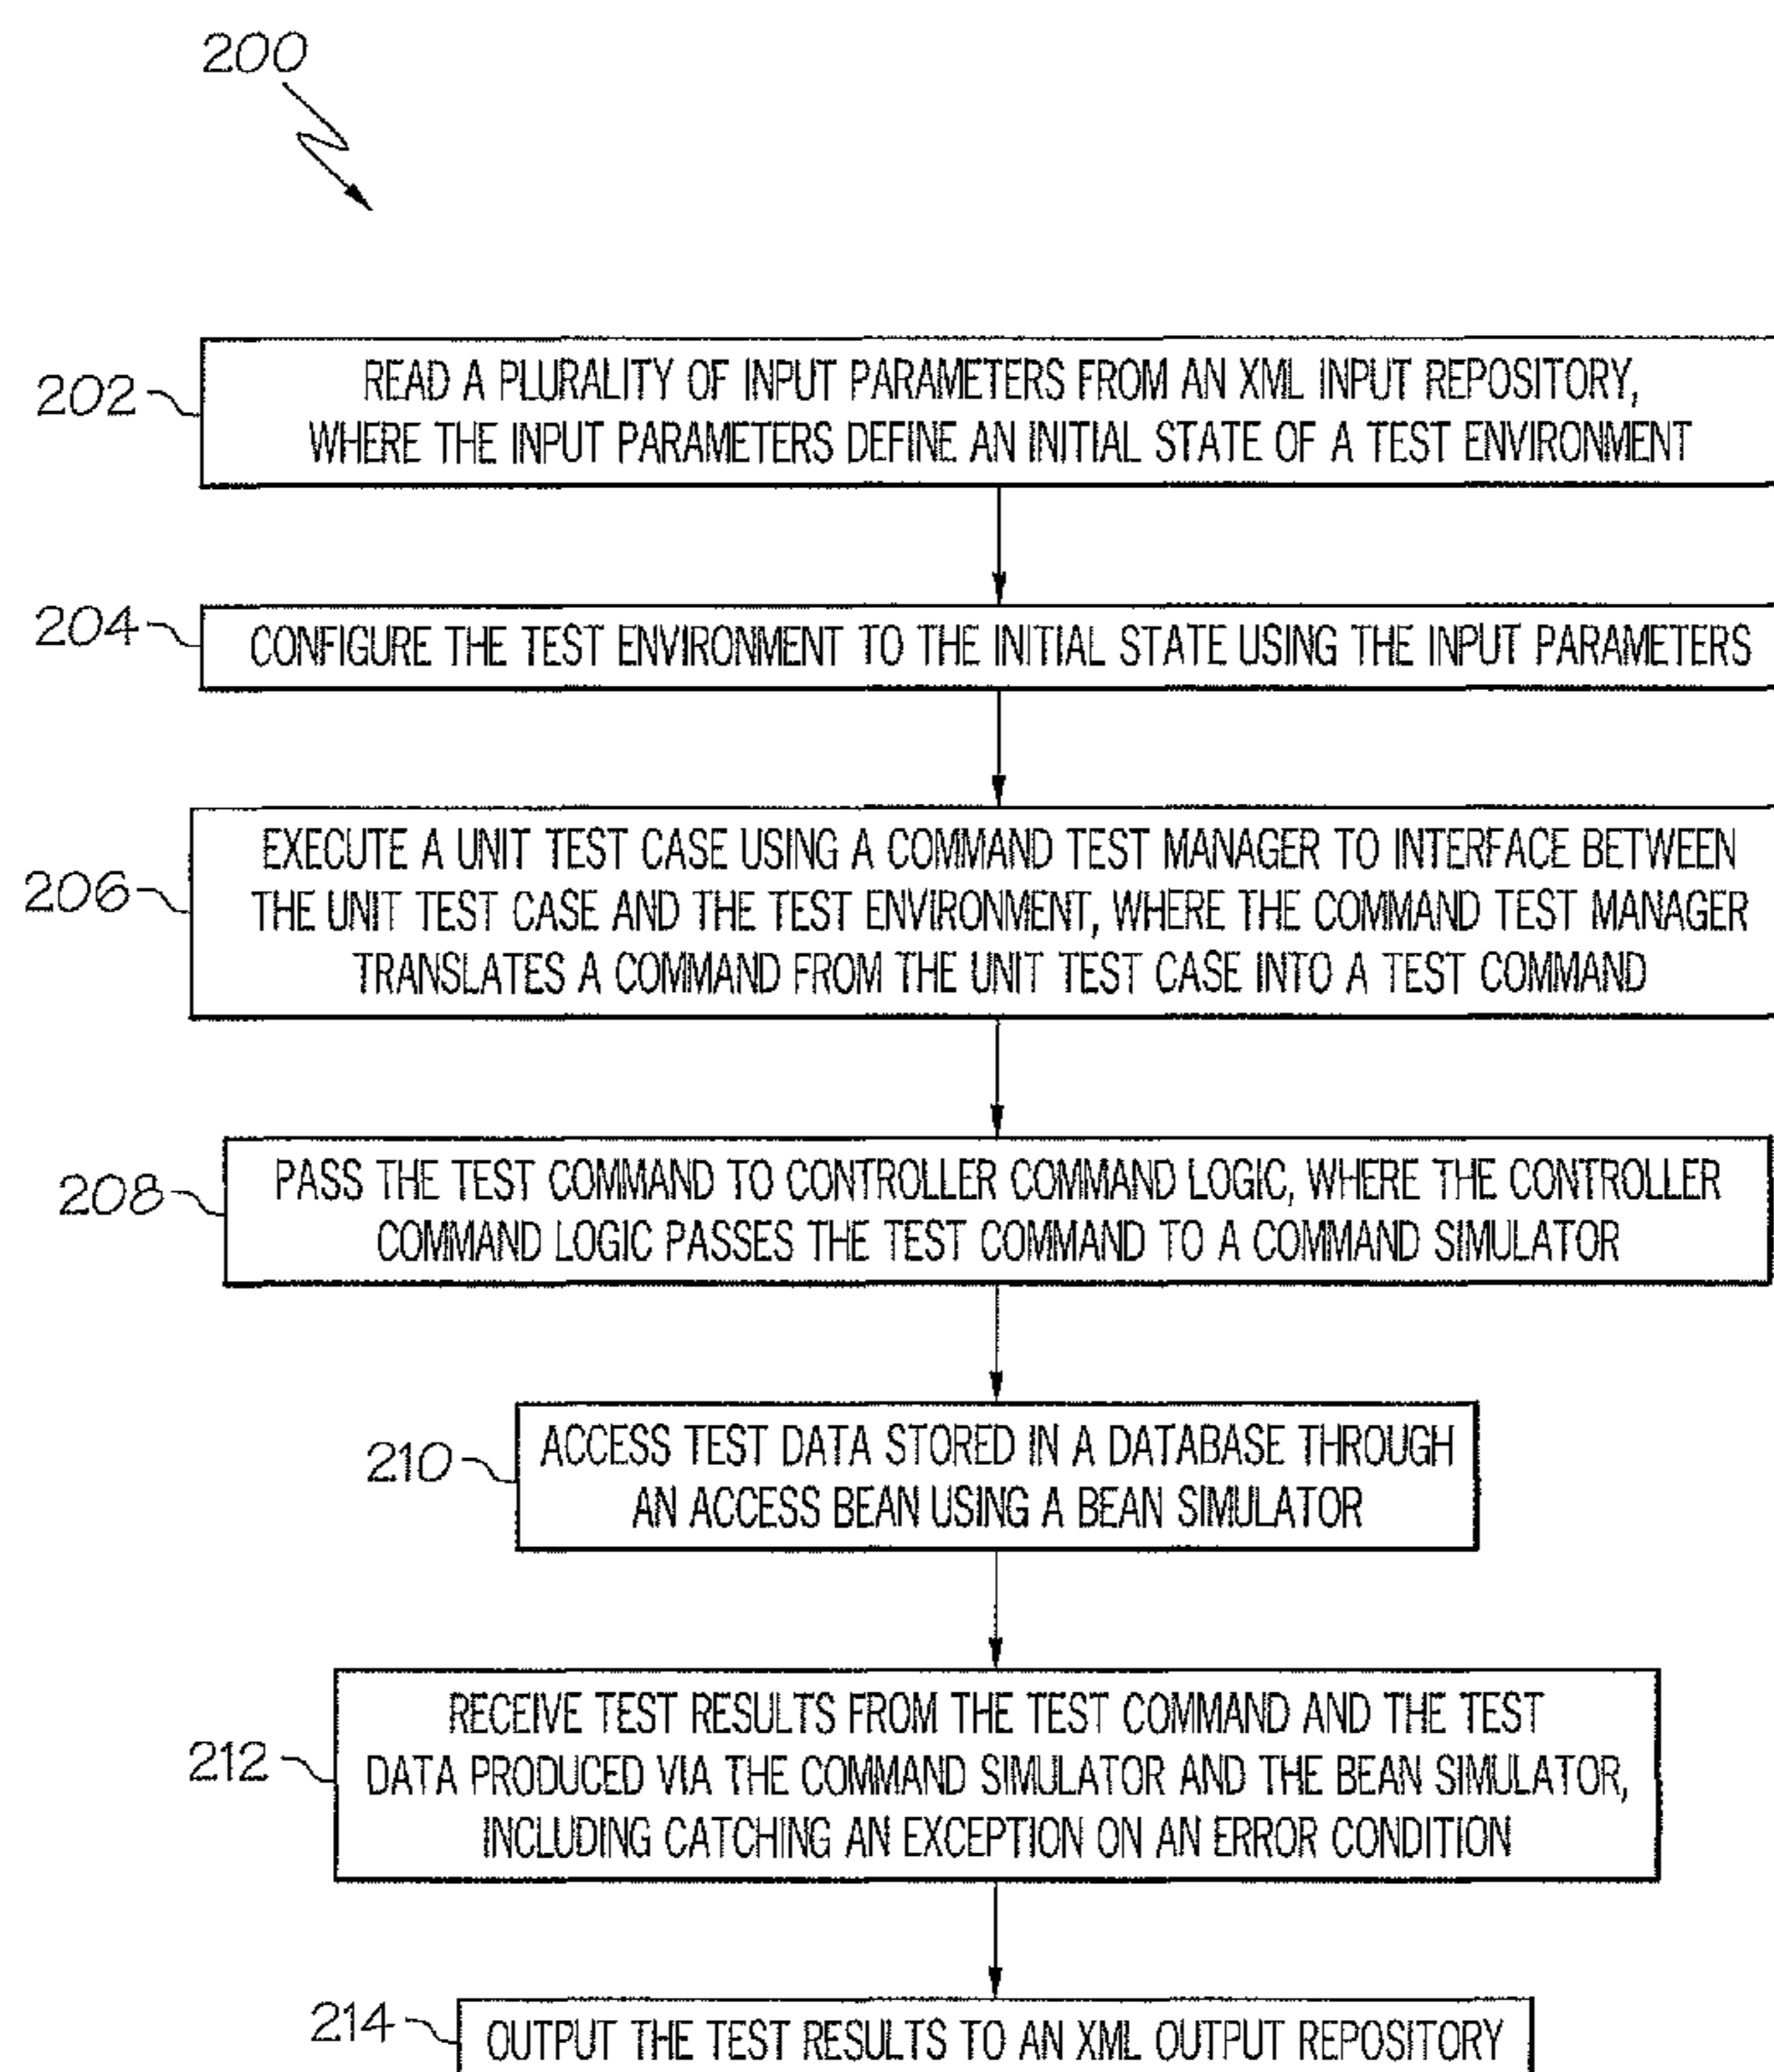 200
202
READ A PLURALITY OF INPUT PARAMETERS FROM AN XML INPUT REPOSITORY,
WHERE THE INPUT PARAMETERS DEFINE AN INITIAL STATE OF A TEST ENVIRONMENT
204
CONFIGURE THE TEST ENVIRONMENT TO THE INITIAL STATE USING THE INPUT PARAMETERS
206
EXECUTE A UNIT TEST CASE USING A COMMAND TEST MANAGER TO INTERFACE BETWEEN
THE UNIT TEST CASE AND THE TEST ENVIRONMENT, WHERE THE COMMAND TEST MANAGER
TRANSLATES A COMMAND FROM THE UNIT TEST CASE INTO A TEST COMMAND
208
PASS THE TEST COMMAND TO CONTROLLER COMMAND LOGIC, WHERE THE CONTROLLER
COMMAND LOGIC PASSES THE TEST COMMAND TO A COMMAND SIMULATOR
210
ACCESS TEST DATA STORED IN A DATABASE THROUGH
AN ACCESS BEAN USING A BEAN SIMULATOR
212
RECEIVE TEST RESULTS FROM THE TEST COMMAND AND THE TEST
DATA PRODUCED VIA THE COMMAND SIMULATOR AND THE BEAN SIMULATOR,
INCLUDING CATCHING AN EXCEPTION ON AN ERROR CONDITION
214
OUTPUT THE TEST RESULTS TO AN XML OUTPUT REPOSITORY